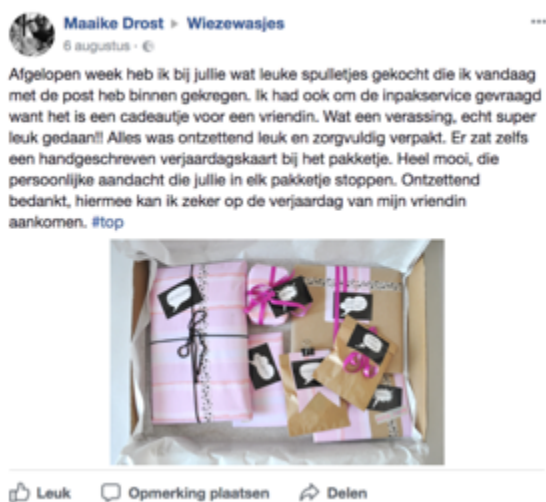 Maaike Drost ▸ Wiezewasjes
6 augustus ·
Afgelopen week heb ik bij jullie wat leuke spulletjes gekocht die ik vandaag
met de post heb binnen gekregen. Ik had ook om de inpakservice gevraagd
want het is een cadeautje voor een vriendin. Wat een verassing, echt super
leuk gedaan!! Alles was ontzettend leuk en zorgvuldig verpakt. Er zat zelfs
een handgeschreven verjaardagskaart bij het pakketje. Heel mooi, die
persoonlijke aandacht die jullie in elk pakketje stoppen. Ontzettend
bedankt, hiermee kan ik zeker op de verjaardag van mijn vriendin
aankomen. #top
Leuk Opmerking plaatsen Delen